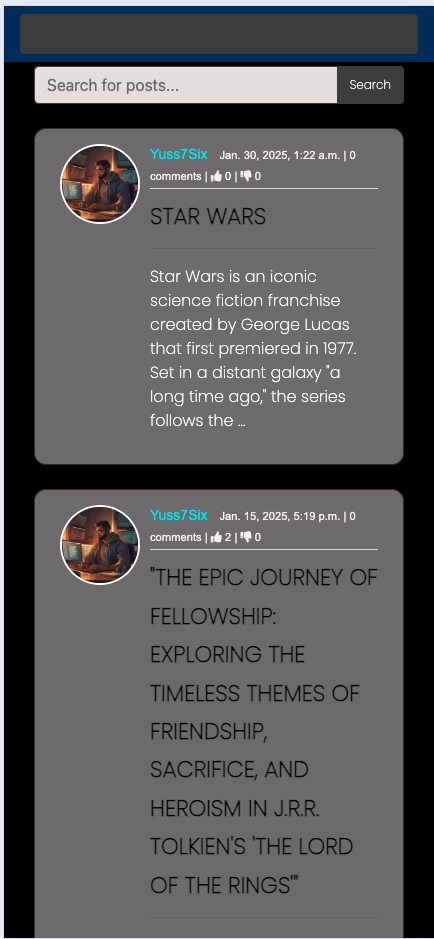 Search for posts...
Search
Yuss7Six Jan. 30, 2025, 1:22 a.m. | 0
comments | 0 | 0
STAR WARS
Star Wars is an iconic
science fiction franchise
created by George Lucas
that first premiered in 1977.
Set in a distant galaxy "a
long time ago," the series
follows the …
Yuss7Six Jan. 15, 2025, 5:19 p.m. | 0
comments | 2 | 0
"THE EPIC JOURNEY OF
FELLOWSHIP:
EXPLORING THE
TIMELESS THEMES OF
FRIENDSHIP,
SACRIFICE, AND
HEROISM IN J.R.R.
TOLKIEN'S 'THE LORD
OF THE RINGS'"